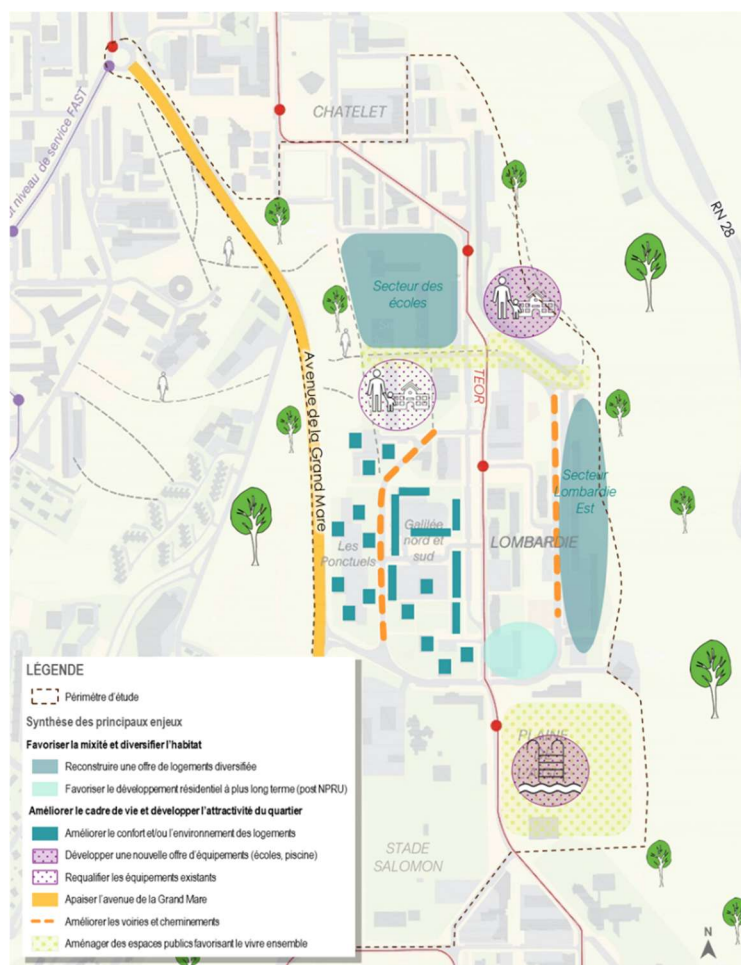 CHATELET
niveau de service FAST
RN 28
Secteur des
écoles
TEOR
Avenue de la Grand Mare
Secteur
Lombardie
Est
Galilée
nord et
sud
LOMBARDIE
Les
Ponctuels
PLAINE
STADE
SALOMON
LÉGENDE
Périmètre d'étude
Synthèse des principaux enjeux
Favoriser la mixité et diversifier l'habitat
Reconstruire une offre de logements diversifiée
Favoriser le développement résidentiel à plus long terme (post NPRU)
Améliorer le cadre de vie et développer l'attractivité du quartier
Améliorer le confort et/ou l'environnement des logements
Développer une nouvelle offre d'équipements (écoles, piscine)
Requalifier les équipements existants
Apaiser l'avenue de la Grand Mare
Améliorer les voiries et cheminements
Aménager des espaces publics favorisant le vivre ensemble
N